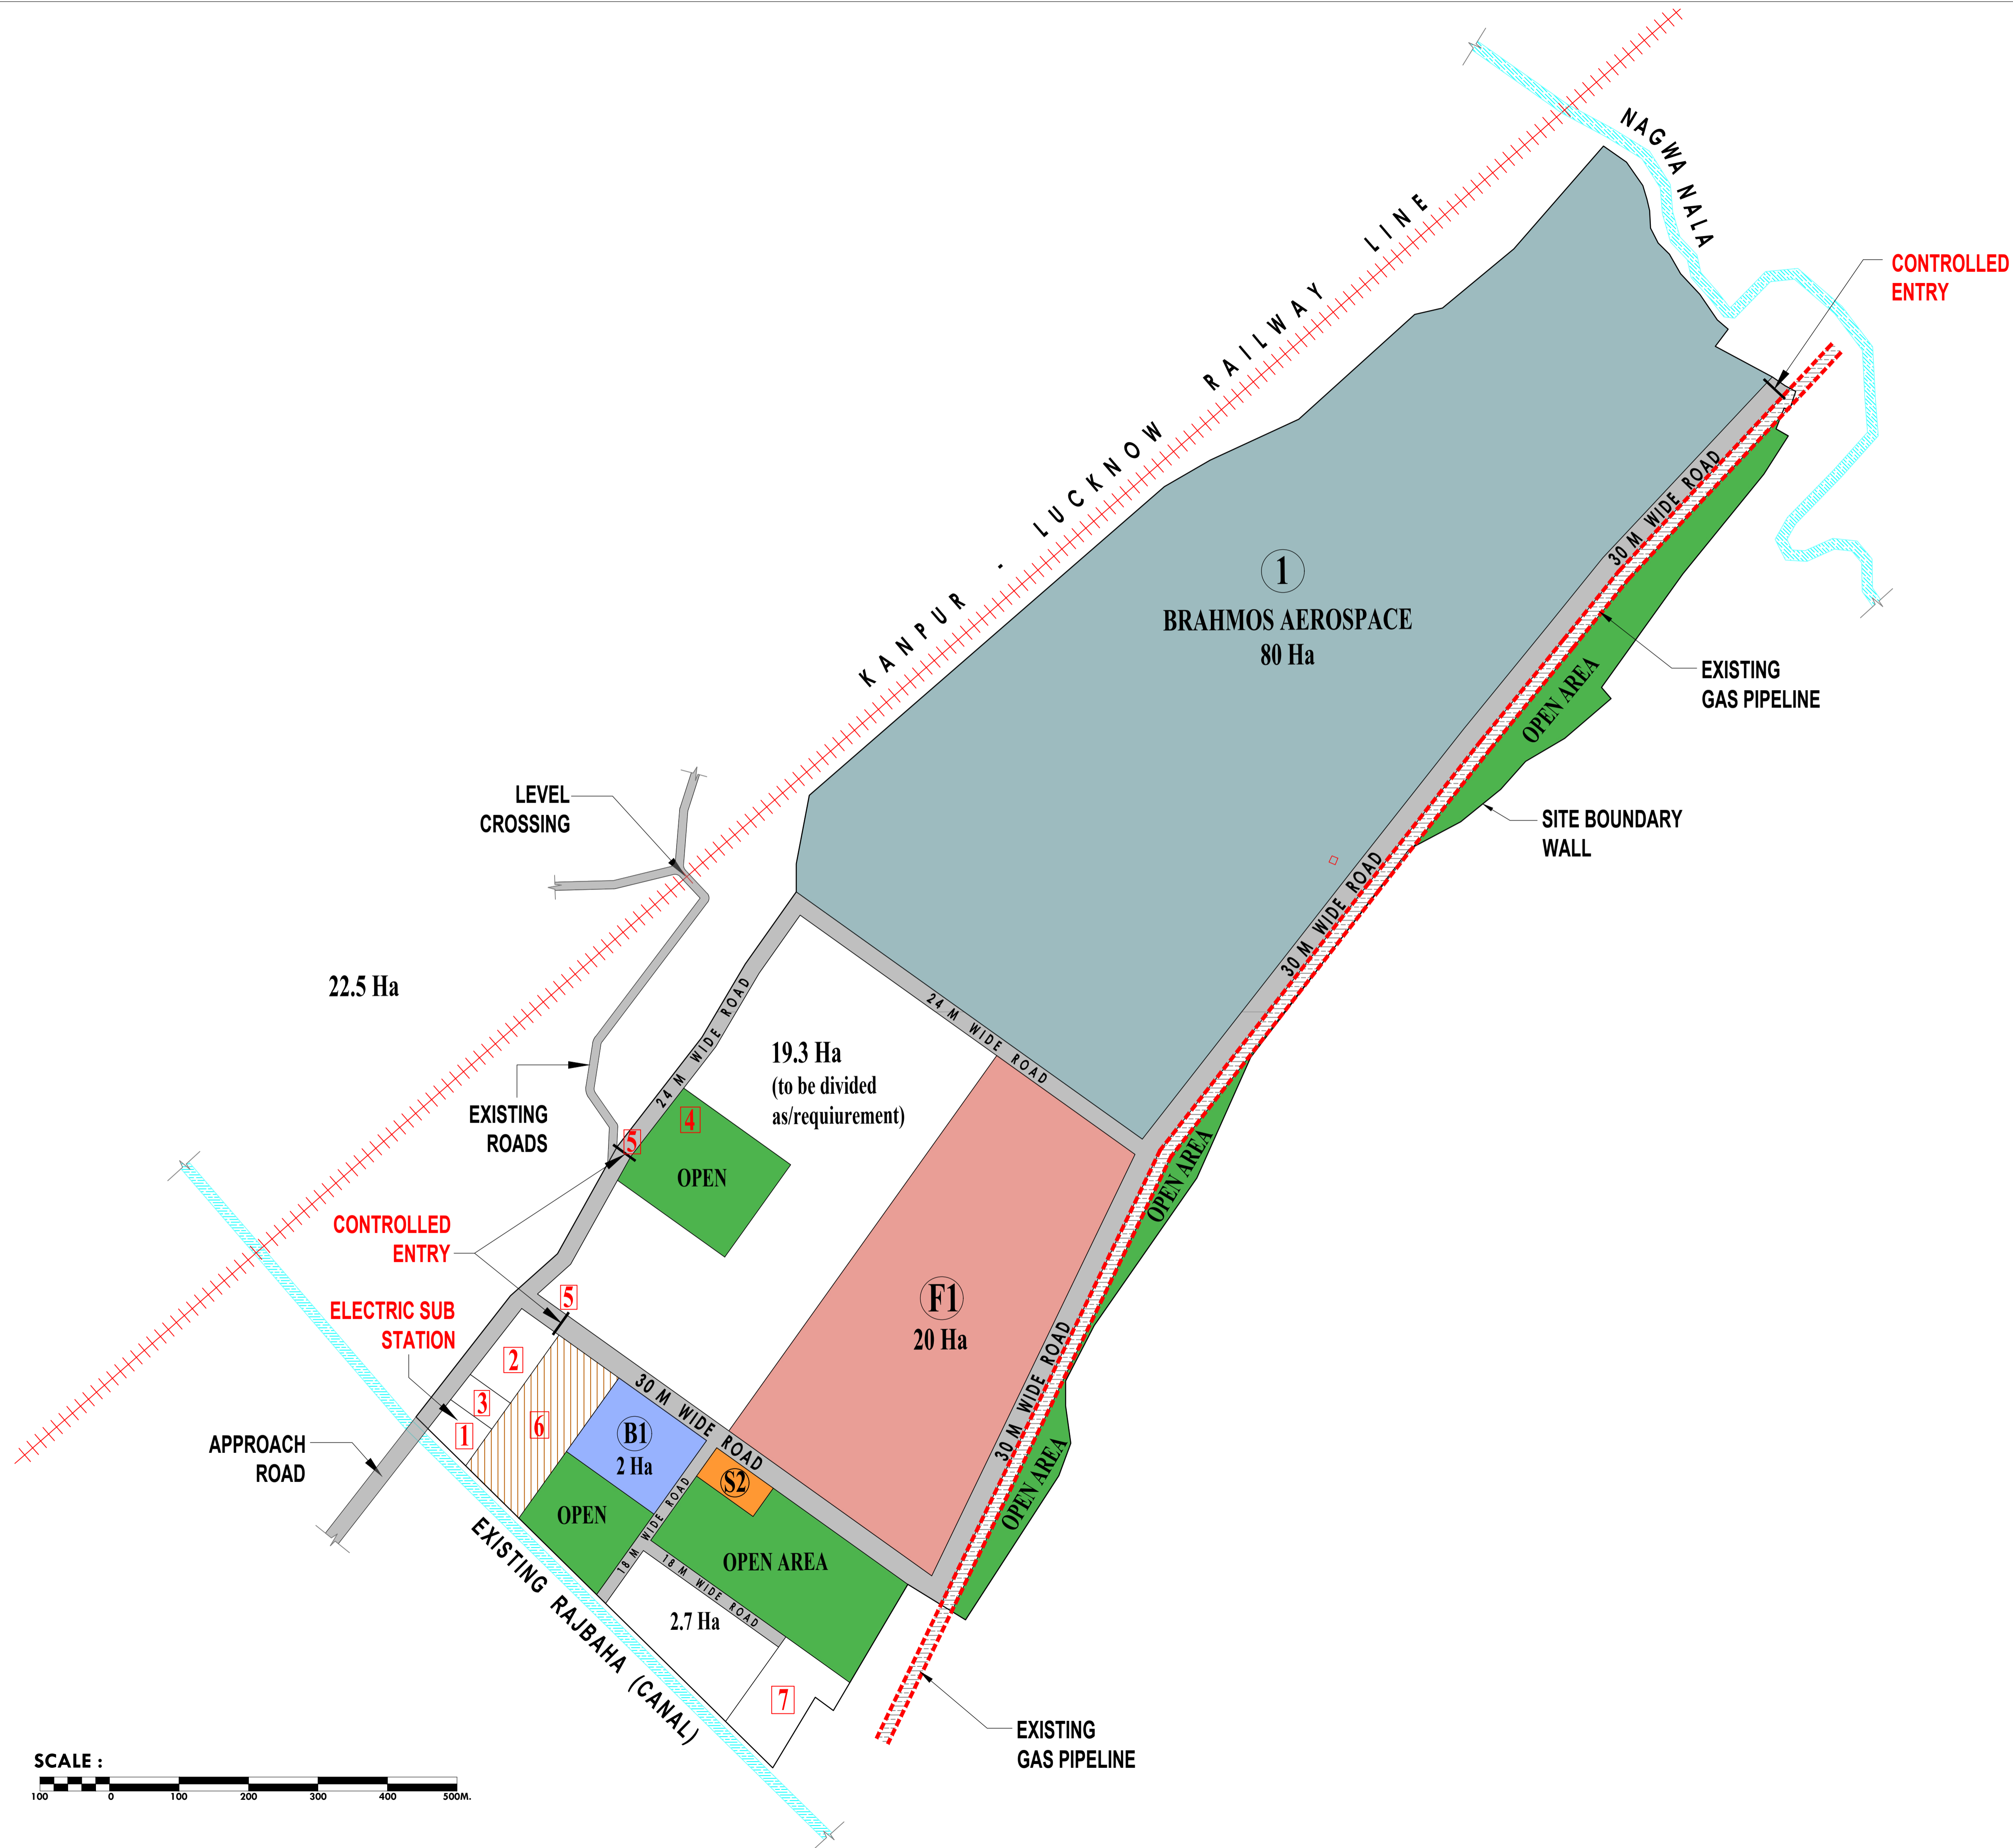 NAGWA NALA
CONTROLLED
ENTRY
KANPUR - LUCKNOW RAILWAY LINE
30 M WIDE ROAD
1
BRAHMOS AEROSPACE
80 Ha
EXISTING
GAS PIPELINE
OPEN AREA
LEVEL
CROSSING
SITE BOUNDARY
WALL
30 M WIDE ROAD
22.5 Ha
24 M WIDE ROAD
24 M WIDE ROAD
19.3 Ha
(to be divided
as/requiurement)
EXISTING
ROADS
4
5
OPEN
OPEN AREA
CONTROLLED
ENTRY
5
F1
20 Ha
ELECTRIC SUB
STATION
2
3
1
6
30 M WIDE ROAD
30 M WIDE ROAD
B1
2 Ha
S2
APPROACH
ROAD
OPEN
18 M WIDE ROAD
OPEN AREA
OPEN AREA
18 M WIDE ROAD
2.7 Ha
EXISTING RAJBAHA (CANAL)
7
EXISTING
GAS PIPELINE
SCALE :
100 0 100 200 300 400 500M.